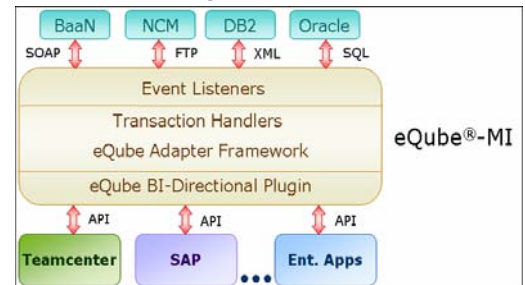 BaaN NCM DB2 Oracle
SOAP FTP XML SQL
Event Listeners
Transaction Handlers
eQube®-MI
eQube Adapter Framework
eQube BI-Directional Plugin
API API API
Teamcenter SAP ... Ent. Apps